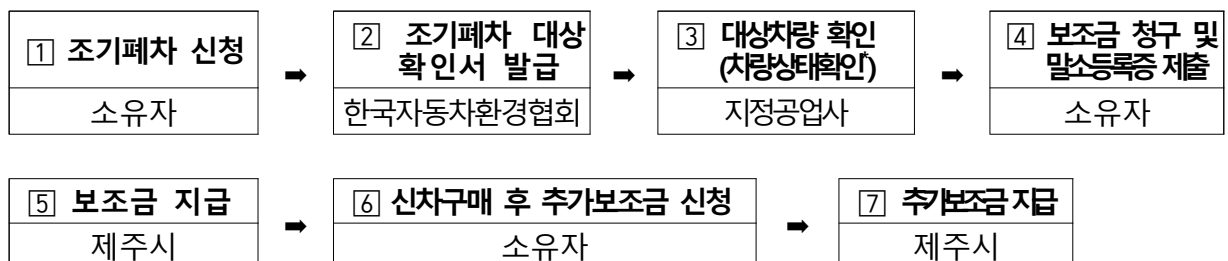 1 조기폐차 신청
소유자
➡
2 조기폐차 대상
확인서 발급
한국자동차환경협회
➡
3 대상차량 확인
(차량상태확인*)
지정공업사
➡
4 보조금 청구 및
말소등록증 제출
소유자
5 보조금 지급
제주시
➡
6 신차구매 후 추가보조금 신청
소유자
➡
7 추가보조금 지급
제주시